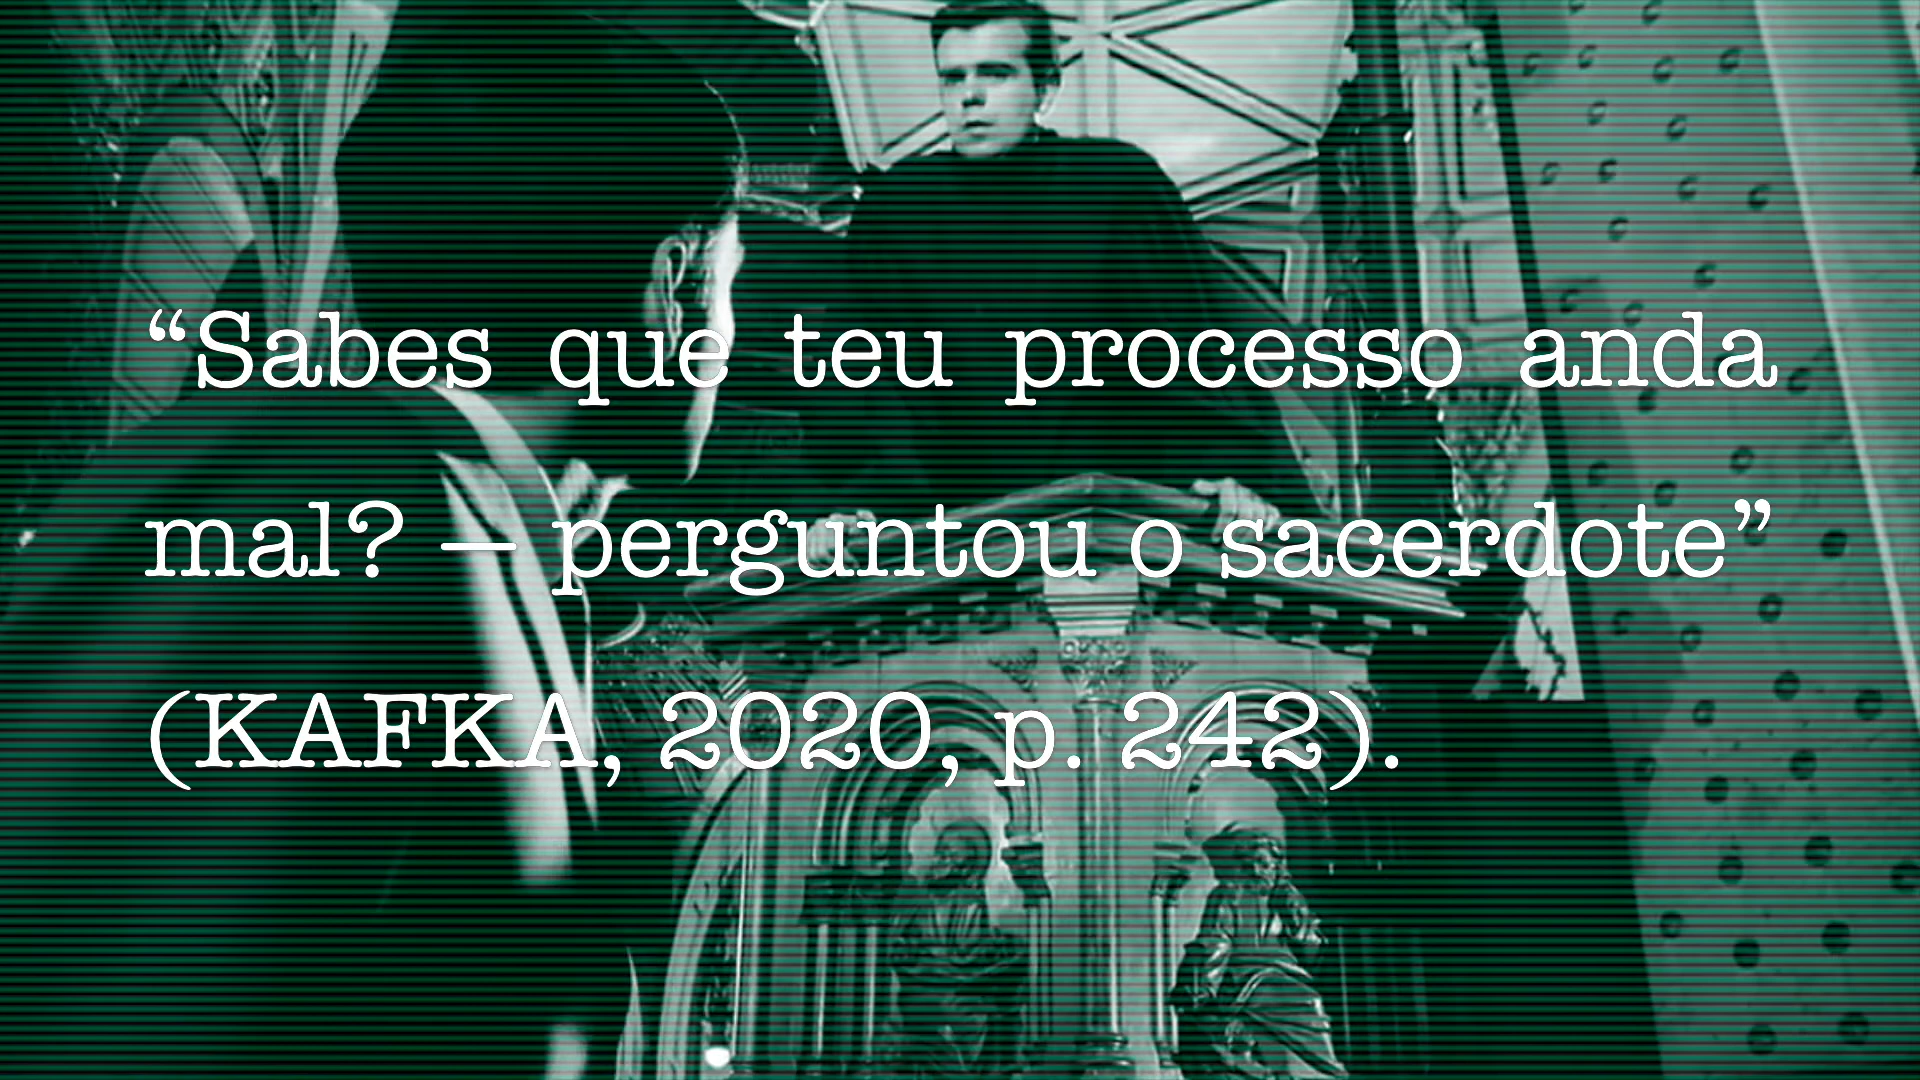 “Sabes que teu processo anda
mal? — perguntou o sacerdote”
(KAFKA, 2020, p. 242).